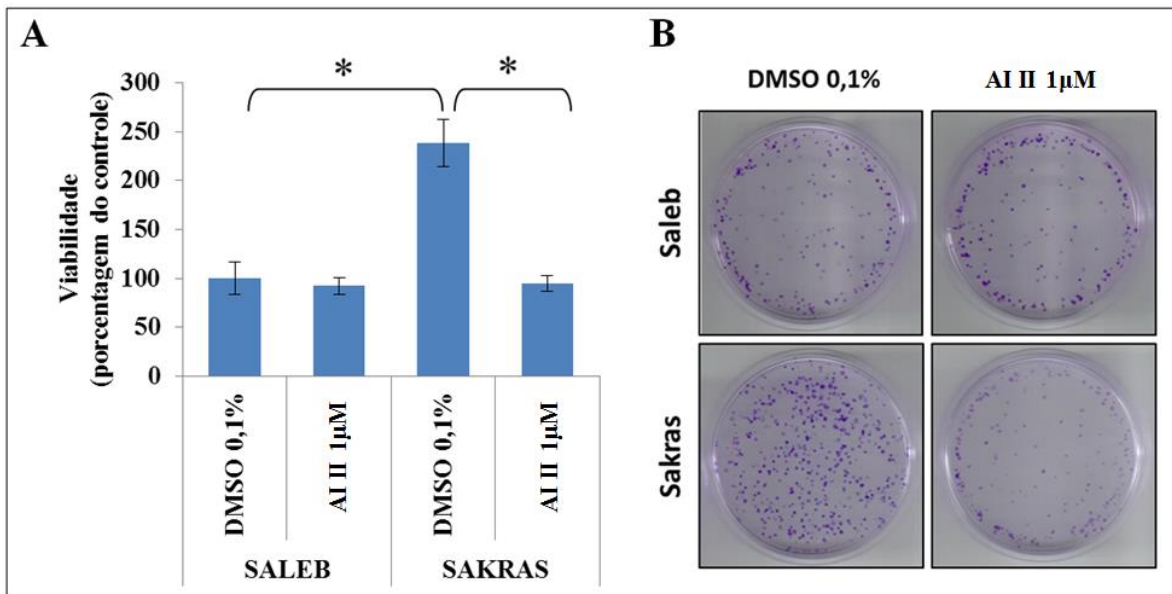 A
Viabilidade
(porcentagem do controle)
300
250
200
150
100
50
0
*
*
DMSO 0,1%
AI II 1μM
DMSO 0,1%
AI II 1μM
SALEB
SAKRAS
B
DMSO 0,1%
AI II 1μM
Saleb
Sakras